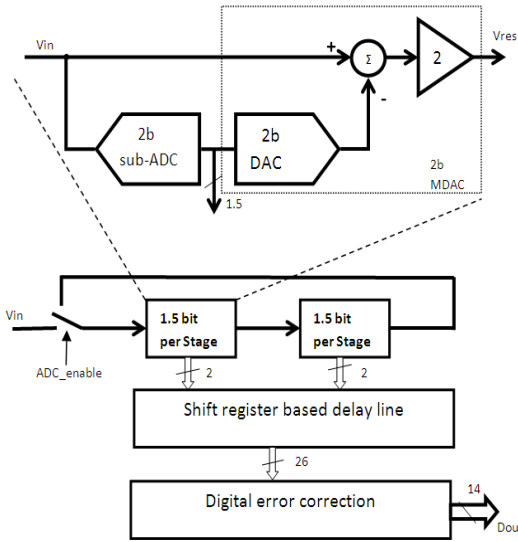 Vin
+
Σ
2
Vres
-
2b
sub-ADC
2b
DAC
2b
MDAC
1.5
Vin
ADC_enable
1.5 bit
per Stage
1.5 bit
per Stage
2
2
Shift register based delay line
26
Digital error correction
14
Dou